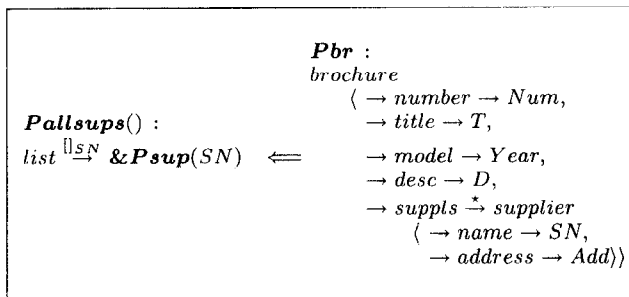 Pbr :
brochure
⟨ → number → Num,
Pallsups() :
→ title → T,
list →[]SN &Psup(SN) ⇐ → model → Year,
→ desc → D,
→ suppls →* supplier
⟨ → name → SN,
→ address → Add⟩⟩